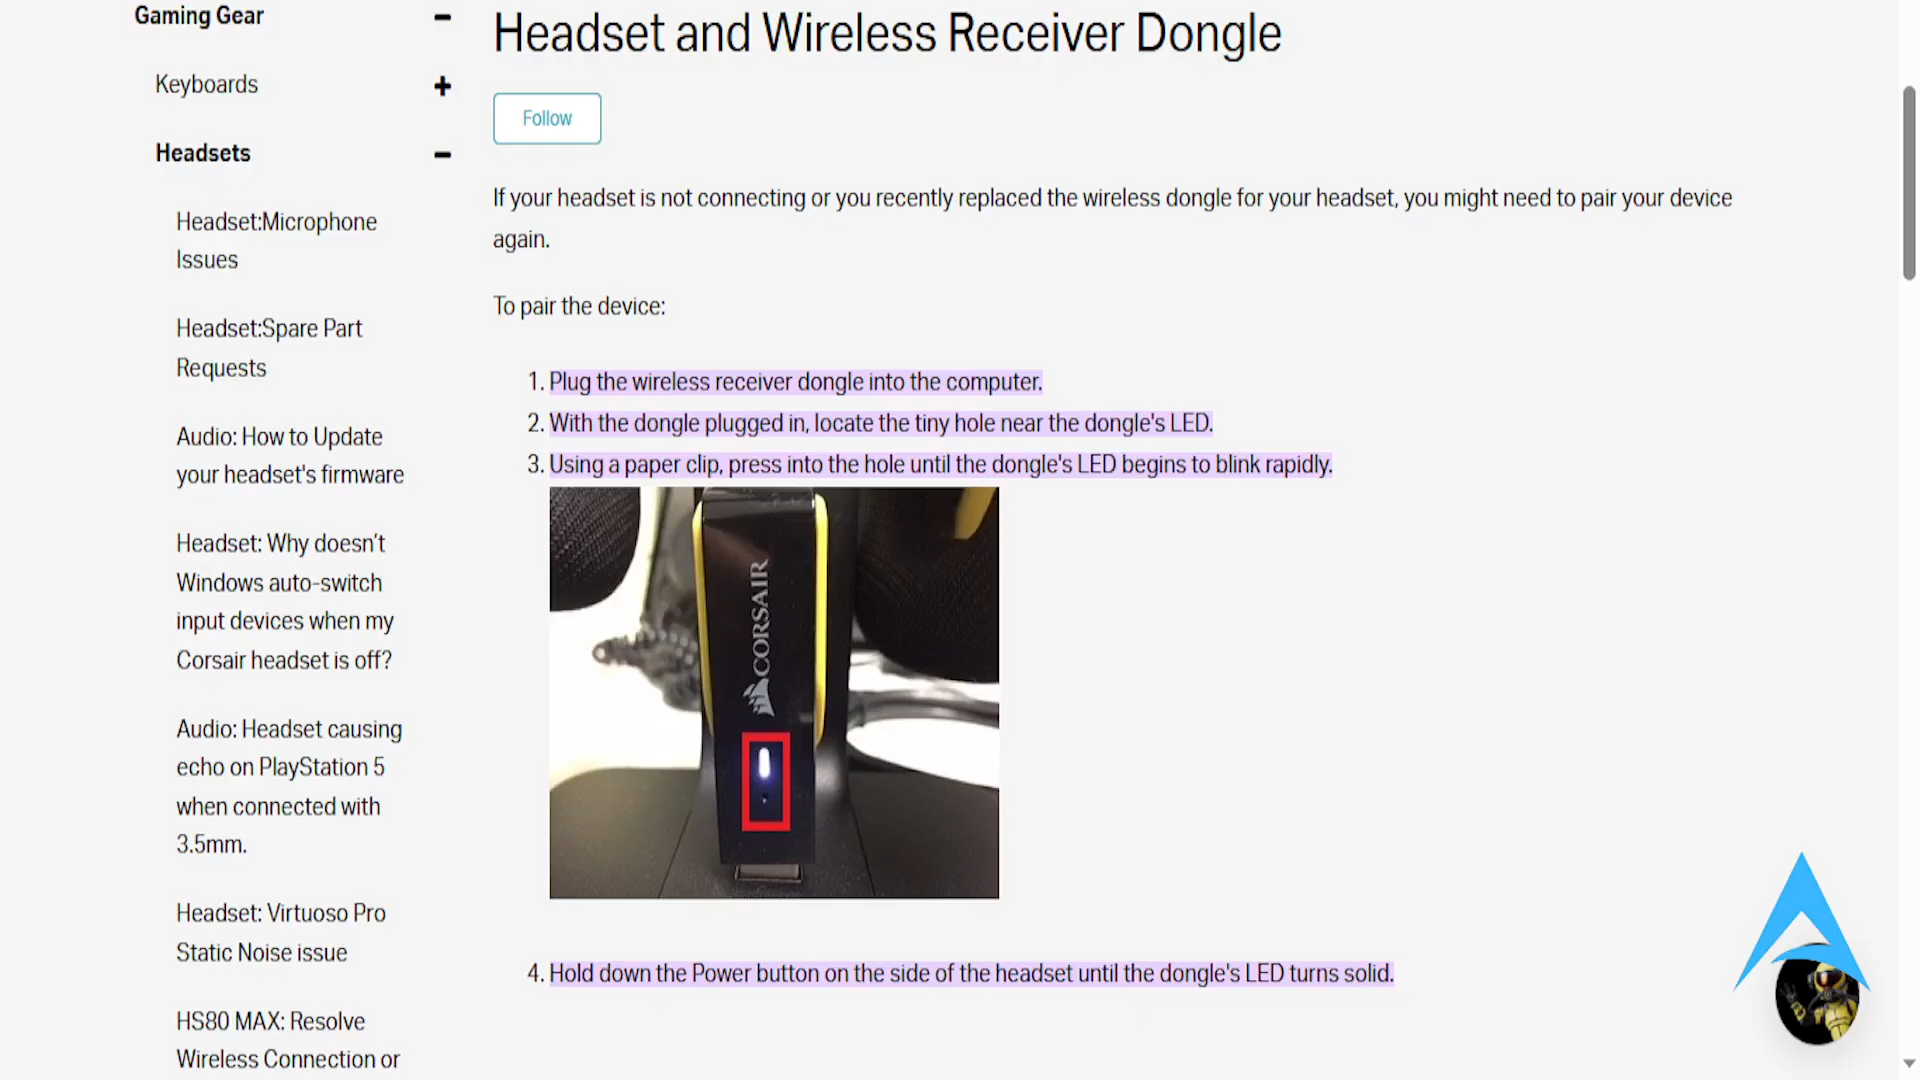 Gaming Gear
Keyboards
Headsets
Headset:Microphone
Issues
Headset:Spare Part
Requests
Audio: How to Update
your headset's firmware
Headset: Why doesn’t
Windows auto-switch
input devices when my
Corsair headset is off?
Audio: Headset causing
echo on PlayStation 5
when connected with
3.5mm.
Headset: Virtuoso Pro
Static Noise issue
HS80 MAX: Resolve
Wireless Connection or
Headset and Wireless Receiver Dongle
Follow
If your headset is not connecting or you recently replaced the wireless dongle for your headset, you might need to pair your device
again.
To pair the device:
1. Plug the wireless receiver dongle into the computer.
2. With the dongle plugged in, locate the tiny hole near the dongle's LED.
3. Using a paper clip, press into the hole until the dongle's LED begins to blink rapidly.
CORSAIR
4. Hold down the Power button on the side of the headset until the dongle's LED turns solid.